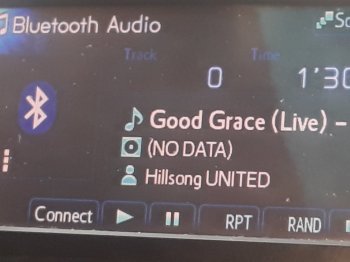 Bluetooth Audio
Track Time
0 1'30
Good Grace (Live) –
(NO DATA)
Hillsong UNITED
Connect RPT RAND